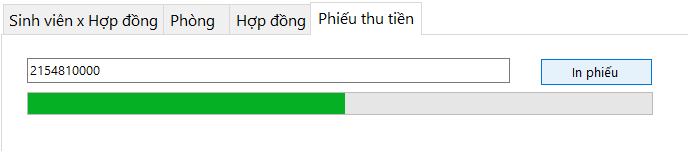 Sinh viên x Hợp đồng Phòng Hợp đồng Phiếu thu tiền
2154810000 In phiếu